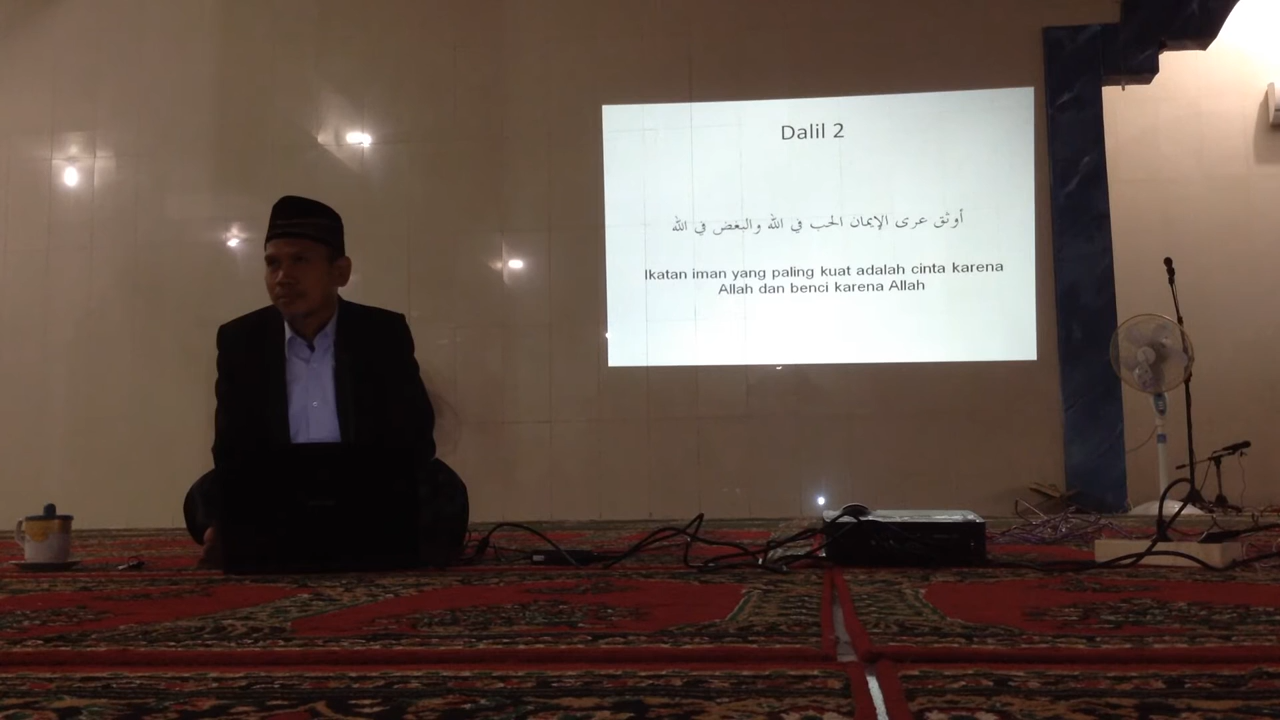 Dalil 2
أوثق عرى الإيمان الحب في الله والبغض في الله
Ikatan iman yang paling kuat adalah cinta karena
Allah dan benci karena Allah